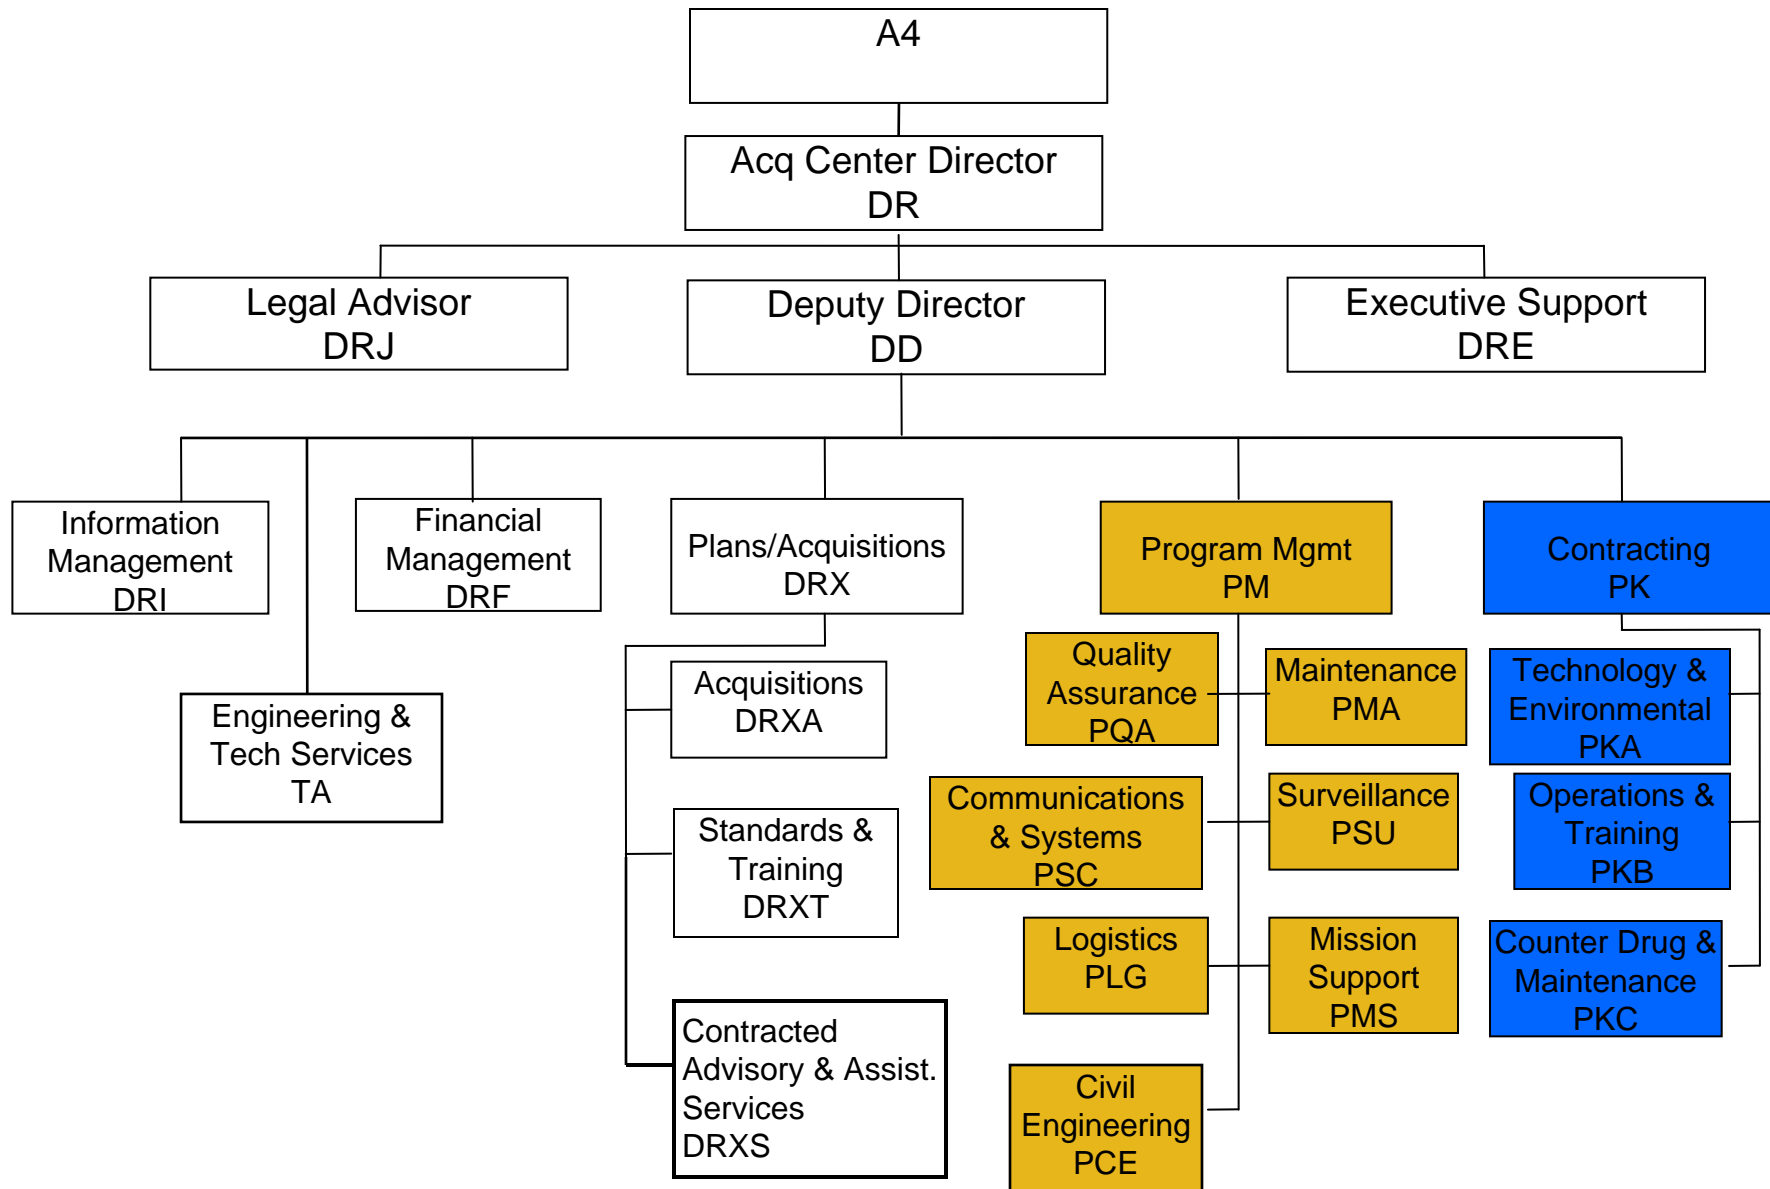 A4
Acq Center Director
DR
Legal Advisor
DRJ
Deputy Director
DD
Executive Support
DRE
Information
Management
DRI
Financial
Management
DRF
Plans/Acquisitions
DRX
Program Mgmt
PM
Contracting
PK
Engineering &
Tech Services
TA
Acquisitions
DRXA
Standards &
Training
DRXT
Contracted
Advisory & Assist.
Services
DRXS
Quality
Assurance
PQA
Maintenance
PMA
Communications
& Systems
PSC
Surveillance
PSU
Logistics
PLG
Mission
Support
PMS
Civil
Engineering
PCE
Technology &
Environmental
PKA
Operations &
Training
PKB
Counter Drug &
Maintenance
PKC